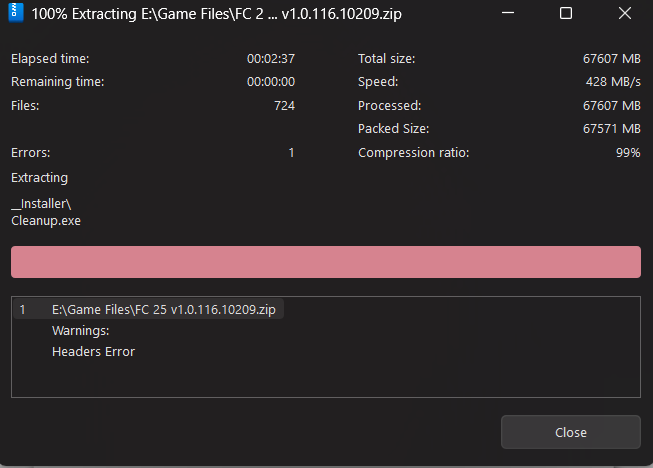 100% Extracting E:\Game Files\FC 2 ... v1.0.116.10209.zip
Elapsed time: 00:02:37 Total size: 67607 MB
Remaining time: 00:00:00 Speed: 428 MB/s
Files: 724 Processed: 67607 MB
Packed Size: 67571 MB
Errors: 1 Compression ratio: 99%
Extracting
__Installer\
Cleanup.exe
1 E:\Game Files\FC 25 v1.0.116.10209.zip
Warnings:
Headers Error
Close